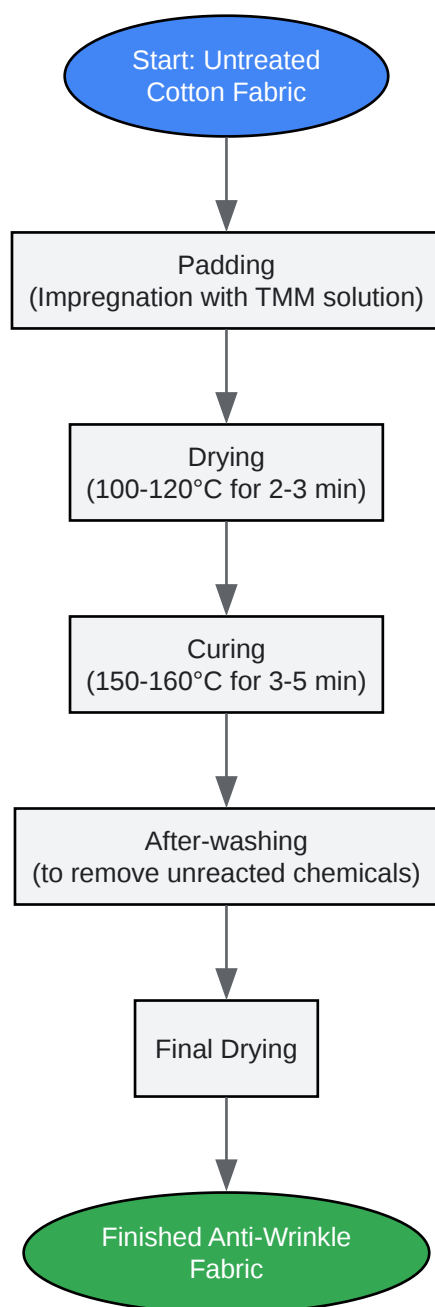 Start: Untreated
Cotton Fabric
Padding
(Impregnation with TMM solution)
Drying
(100-120°C for 2-3 min)
Curing
(150-160°C for 3-5 min)
After-washing
(to remove unreacted chemicals)
Final Drying
Finished Anti-Wrinkle
Fabric